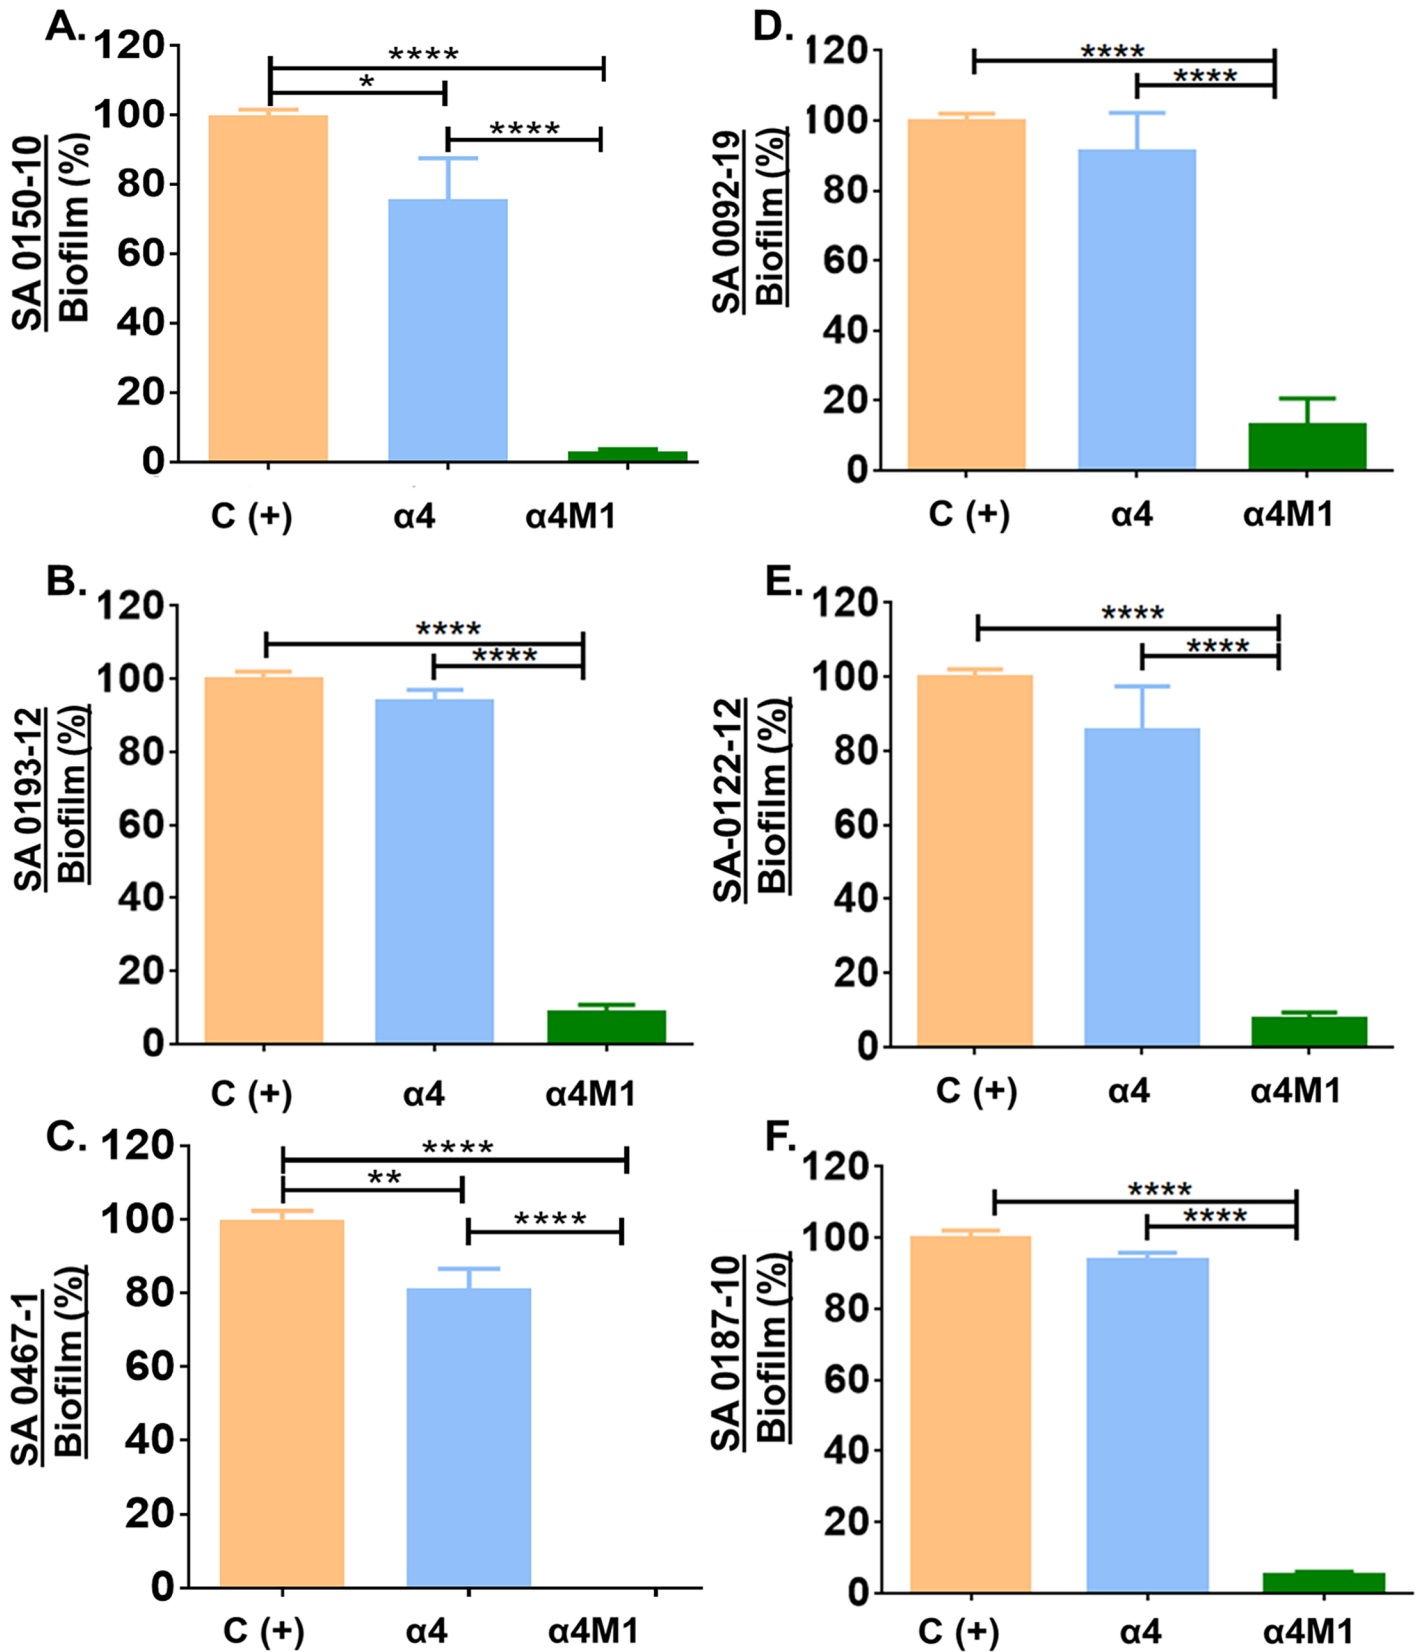 A.
SA 0150-10
Biofilm (%)
120
100
80
60
40
20
0
****
*
****
C (+) α4 α4M1
D.
SA 0092-19
Biofilm (%)
120
100
80
60
40
20
0
****
****
C (+) α4 α4M1
B.
SA 0193-12
Biofilm (%)
120
100
80
60
40
20
0
****
****
C (+) α4 α4M1
E.
SA-0122-12
Biofilm (%)
120
100
80
60
40
20
0
****
****
C (+) α4 α4M1
C.
SA 0467-1
Biofilm (%)
120
100
80
60
40
20
0
****
**
****
C (+) α4 α4M1
F.
SA 0187-10
Biofilm (%)
120
100
80
60
40
20
0
****
****
C (+) α4 α4M1